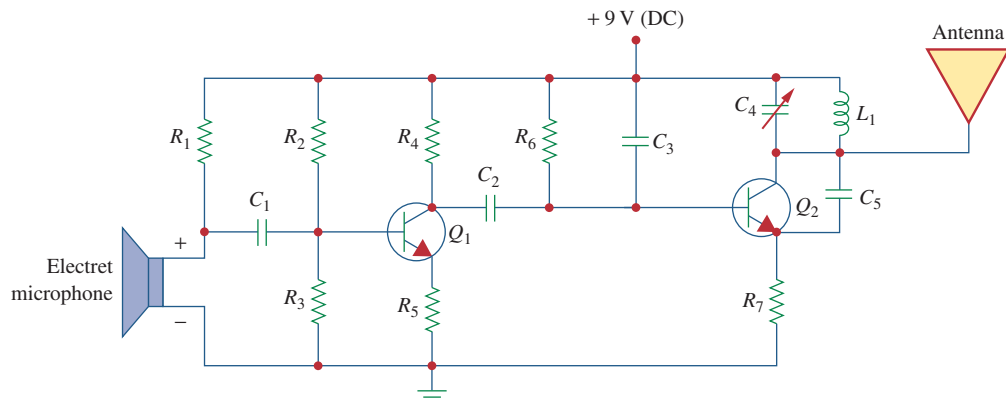 + 9 V (DC)
Antenna
R1
R2
R4
R6
C3
C4
L1
C1
C2
Q1
Q2
C5
+
Electret
microphone
−
R3
R5
R7